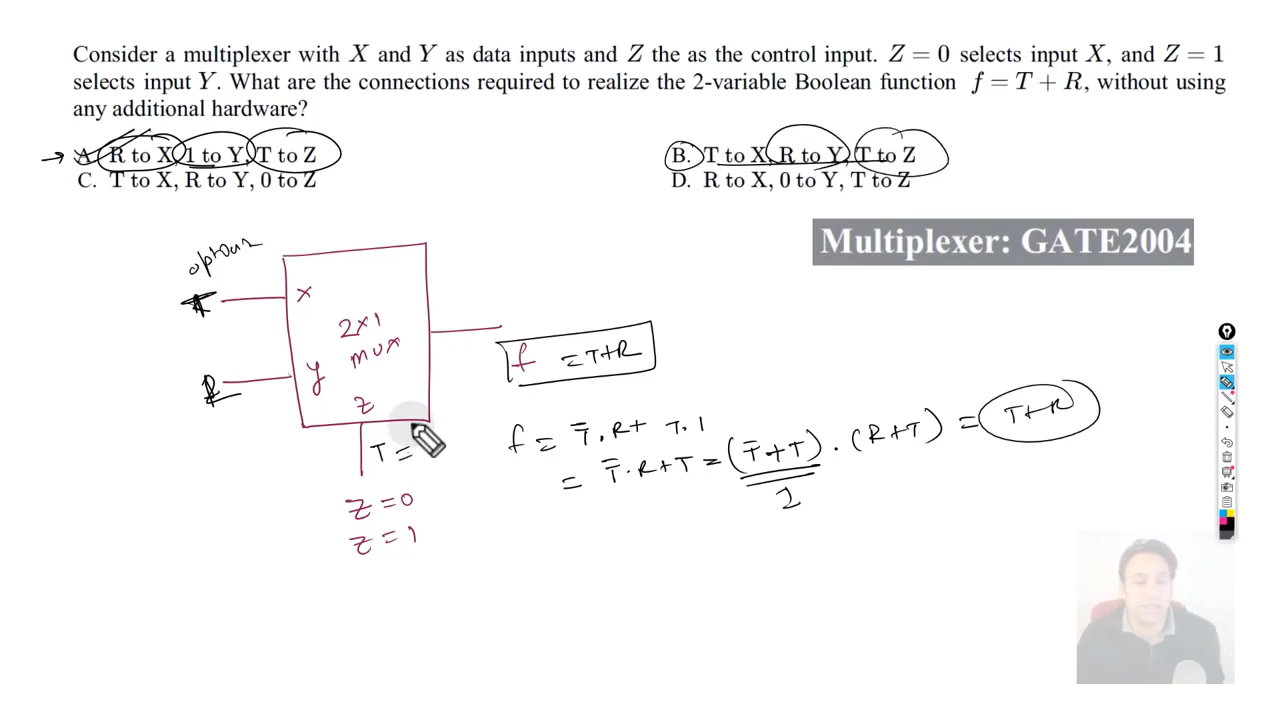 Consider a multiplexer with X and Y as data inputs and Z the as the control input. Z = 0 selects input X, and Z = 1
selects input Y. What are the connections required to realize the 2-variable Boolean function f = T + R, without using
any additional hardware?
A. R to X, 1 to Y, T to Z
B. T to X, R to Y, T to Z
C. T to X, R to Y, 0 to Z
D. R to X, 0 to Y, T to Z
Multiplexer: GATE2004
X
2x1
MUX
y
R
Z
f = T+R
T =
Z = 0
Z = 1
f = T̄.R + T.1
= T̄.R+T = (T̄+T).(R+T) = T+R
1